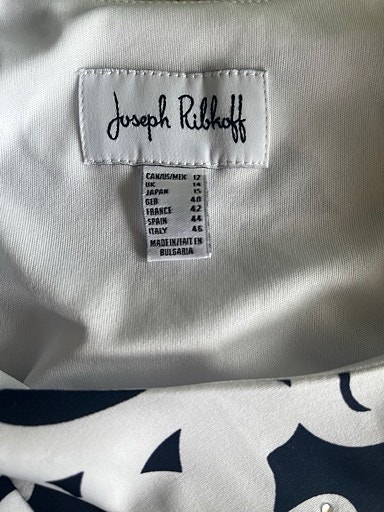 Joseph Ribkoff
CAN/US/MEX 12
UK 14
JAPAN 15
GER 40
FRANCE 42
SPAIN 44
ITALY 46
MADE IN/FAIT EN
BULGARIA